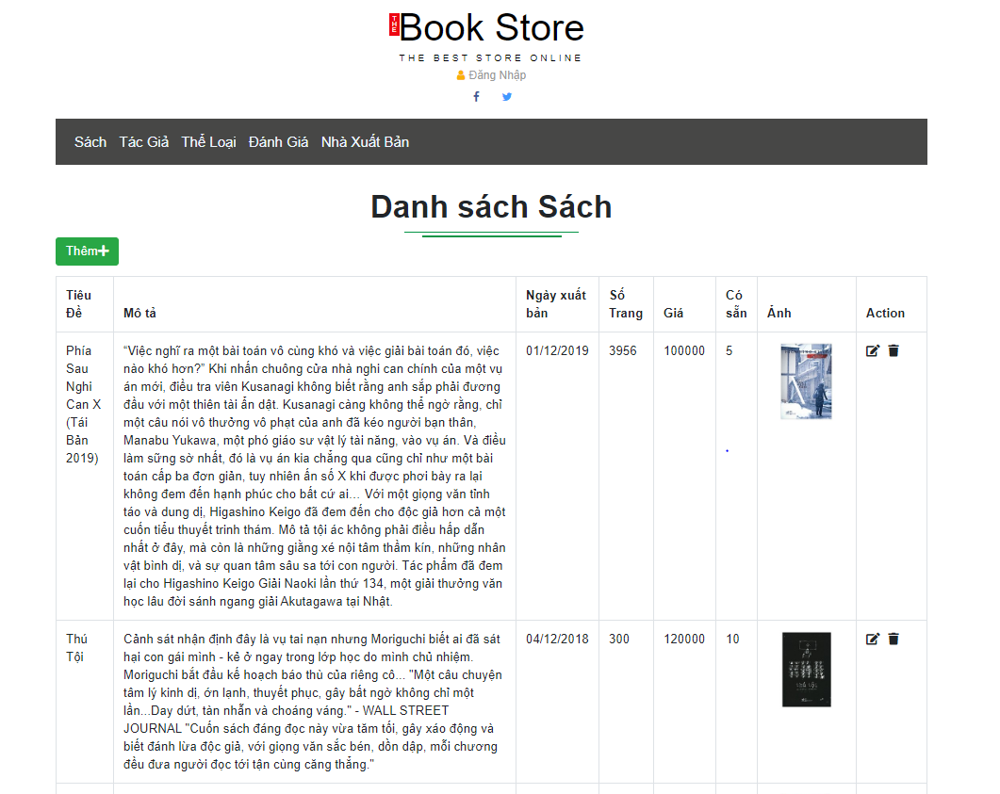 THE Book Store
THE BEST STORE ONLINE
Đăng Nhập
Sách Tác Giả Thể Loại Đánh Giá Nhà Xuất Bản
Danh sách Sách
Thêm
Tiêu Đề Mô tả Ngày xuất bản Số Trang Giá Có sẵn Ảnh Action
Phía Sau Nghi Can X (Tái Bản 2019)
“Việc nghĩ ra một bài toán vô cùng khó và việc giải bài toán đó, việc
nào khó hơn?” Khi nhấn chuông cửa nhà nghi can chính của một vụ
án mới, điều tra viên Kusanagi không biết rằng anh sắp phải đương
đầu với một thiên tài ẩn dật. Kusanagi càng không thể ngờ rằng, chỉ
một câu nói vô thưởng vô phạt của anh đã kéo người bạn thân,
Manabu Yukawa, một phó giáo sư vật lý tài năng, vào vụ án. Và điều
làm sững sờ nhất, đó là vụ án kia chẳng qua cũng chỉ như một bài
toán cấp ba đơn giản, tuy nhiên ấn số X khi được phơi bày ra lại
không đem đến hạnh phúc cho bất cứ ai… Với một giọng văn tỉnh
táo và dung dị, Higashino Keigo đã đem đến cho độc giả hơn cả một
cuốn tiểu thuyết trinh thám. Mô tả tội ác không phải điều hấp dẫn
nhất ở đây, mà còn là những giằng xé nội tâm thầm kín, những nhân
vật bình dị, và sự quan tâm sâu sa tới con người. Tác phẩm đã đem
lại cho Higashino Keigo Giải Naoki lần thứ 134, một giải thưởng văn
học lâu đời sánh ngang giải Akutagawa tại Nhật.
01/12/2019 3956 100000 5
Thú Tội
Cảnh sát nhận định đây là vụ tai nạn nhưng Moriguchi biết ai đã sát
hại con gái mình - kẻ ở ngay trong lớp học do mình chủ nhiệm.
Moriguchi bắt đầu kế hoạch báo thù của riêng cô... "Một câu chuyện
tâm lý kinh dị, ớn lạnh, thuyết phục, gây bất ngờ không chỉ một
lần...Day dứt, tàn nhẫn và choáng váng." - WALL STREET
JOURNAL "Cuốn sách đáng đọc này vừa tăm tối, gây xáo động và
biết đánh lừa độc giả, với giọng văn sắc bén, dồn dập, mỗi chương
đều đưa người đọc tới tận cùng căng thẳng."
04/12/2018 300 120000 10